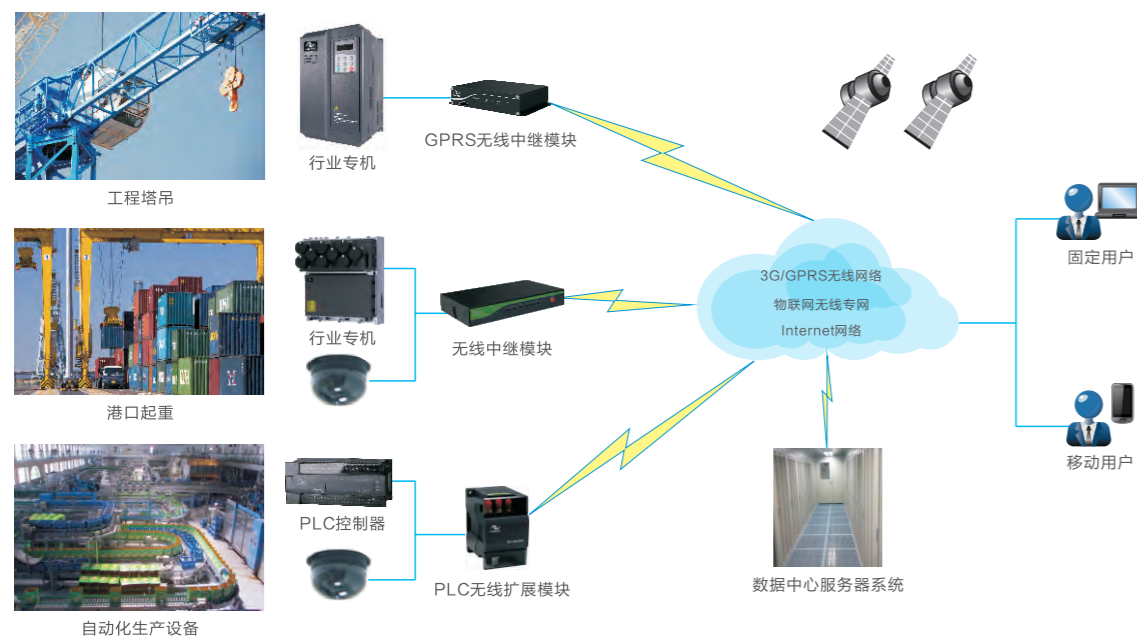 工程塔吊
行业专机
GPRS无线中继模块
港口起重
行业专机
无线中继模块
自动化生产设备
PLC控制器
PLC无线扩展模块
3G/GPRS无线网络
物联网无线专网
Internet网络
数据中心服务器系统
固定用户
移动用户